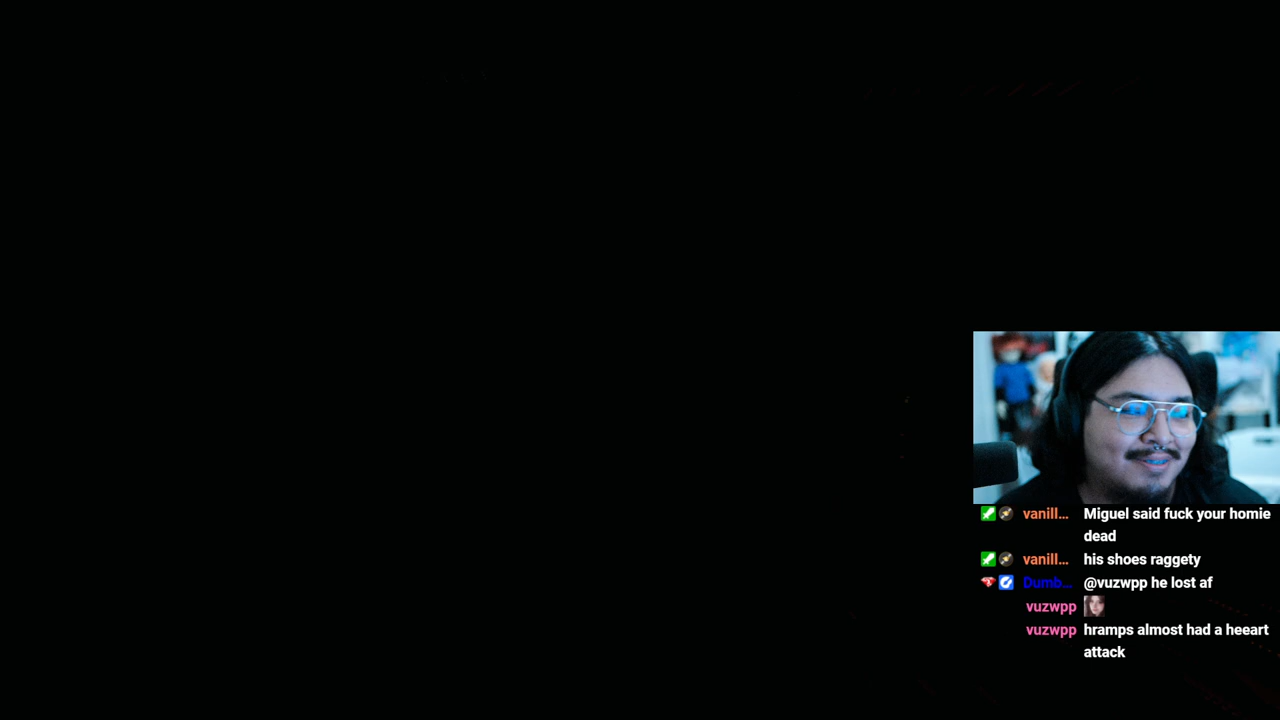 vanill... Miguel said fuck your homie
dead
vanill... his shoes raggety
Dumb... @vuzwpp he lost af
vuzwpp
vuzwpp hramps almost had a heeart
attack